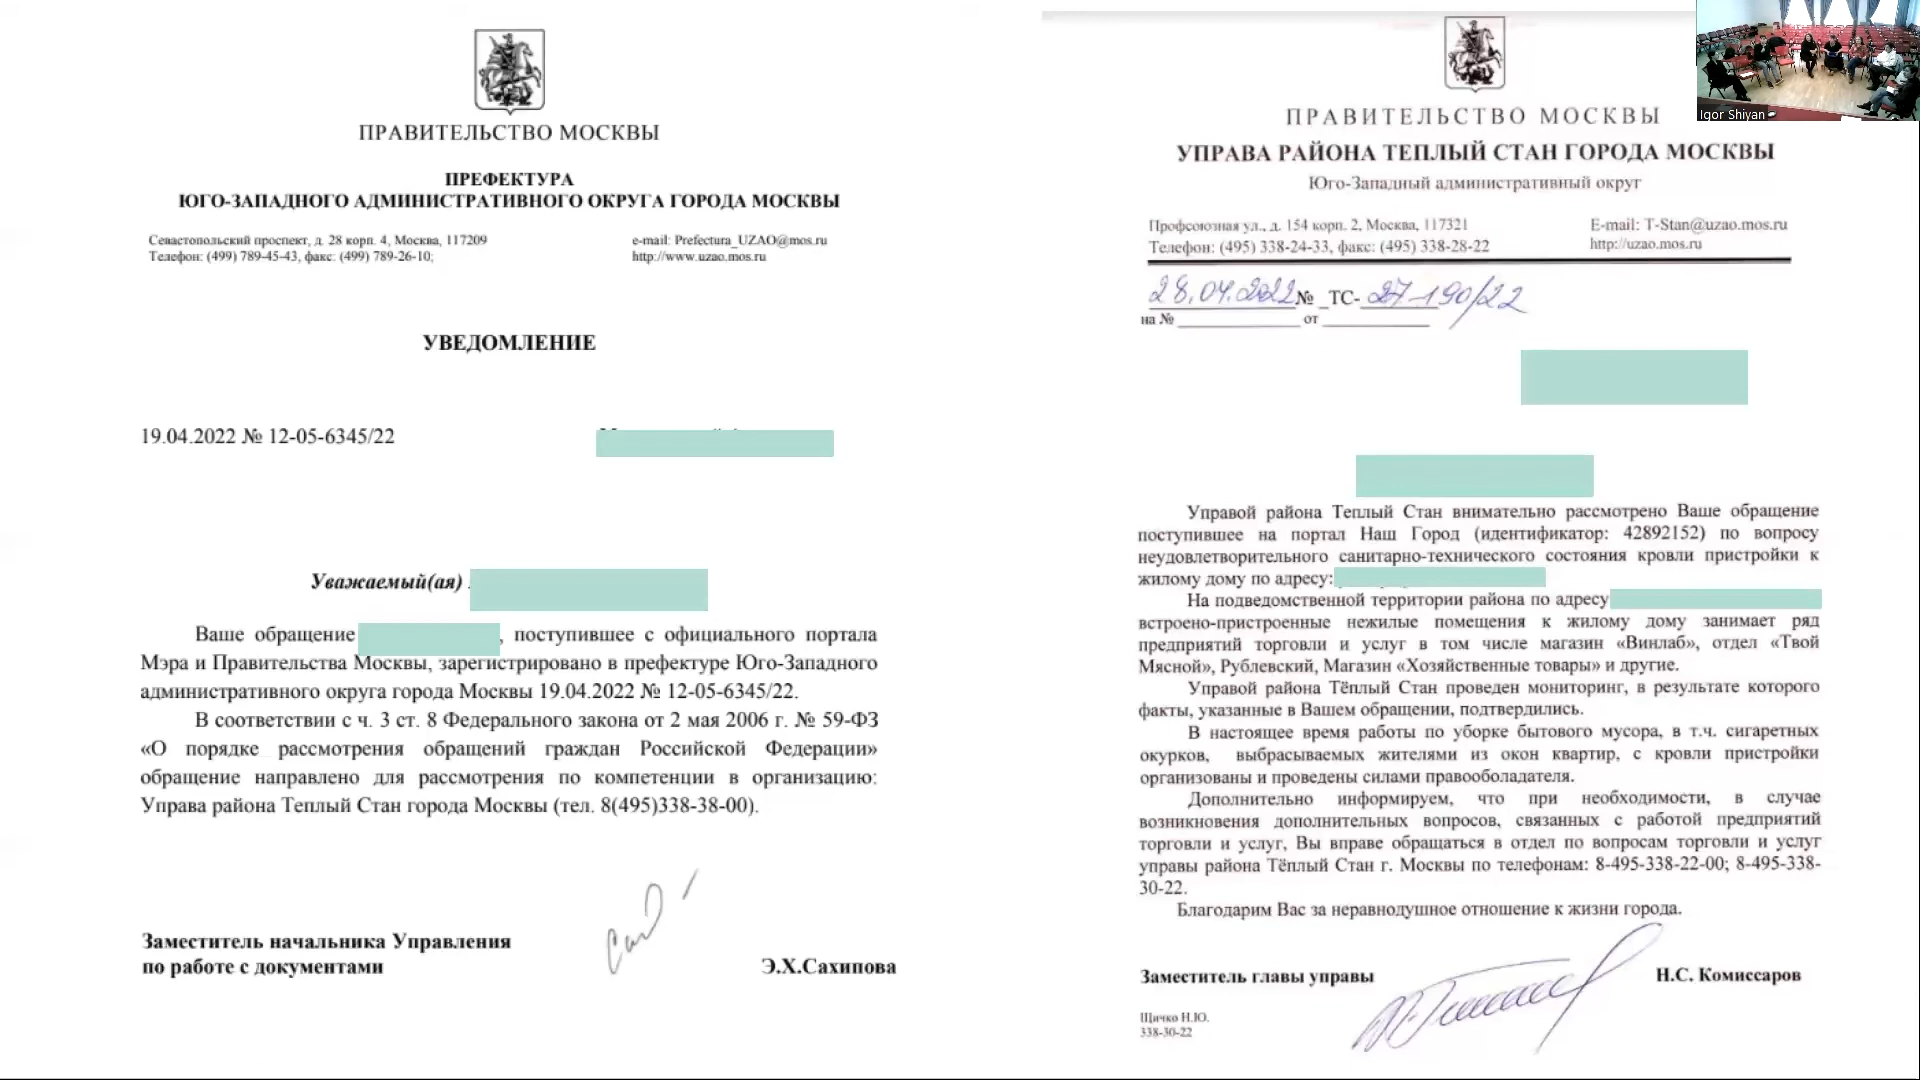 ПРАВИТЕЛЬСТВО МОСКВЫ
ПРЕФЕКТУРА
ЮГО-ЗАПАДНОГО АДМИНИСТРАТИВНОГО ОКРУГА ГОРОДА МОСКВЫ
Севастопольский проспект, д. 28 корп. 4, Москва, 117209
e-mail: Prefectura_UZAO@mos.ru
Телефон: (499) 789-45-43, факс: (499) 789-26-10;
http://www.uzao.mos.ru
УВЕДОМЛЕНИЕ
19.04.2022 № 12-05-6345/22
Уважаемый(ая)
Ваше обращение , поступившее с официального портала
Мэра и Правительства Москвы, зарегистрировано в префектуре Юго-Западного
административного округа города Москвы 19.04.2022 № 12-05-6345/22.
В соответствии с ч. 3 ст. 8 Федерального закона от 2 мая 2006 г. № 59-ФЗ
«О порядке рассмотрения обращений граждан Российской Федерации»
обращение направлено для рассмотрения по компетенции в организацию:
Управа района Теплый Стан города Москвы (тел. 8(495)338-38-00).
Заместитель начальника Управления
по работе с документами
Э.Х.Сахипова
ПРАВИТЕЛЬСТВО МОСКВЫ
УПРАВА РАЙОНА ТЕПЛЫЙ СТАН ГОРОДА МОСКВЫ
Юго-Западный административный округ
Профсоюзная ул., д. 154 корп. 2, Москва, 117321
E-mail: T-Stan@uzao.mos.ru
Телефон: (495) 338-24-33, факс: (495) 338-28-22
http://uzao.mos.ru
28.04.2022 № _ТС- 27-190/22
на № от
Управой района Теплый Стан внимательно рассмотрено Ваше обращение
поступившее на портал Наш Город (идентификатор: 42892152) по вопросу
неудовлетворительного санитарно-технического состояния кровли пристройки к
жилому дому по адресу:
На подведомственной территории района по адресу
встроено-пристроенные нежилые помещения к жилому дому занимает ряд
предприятий торговли и услуг в том числе магазин «Винлаб», отдел «Твой
Мясной», Рублевский, Магазин «Хозяйственные товары» и другие.
Управой района Тёплый Стан проведен мониторинг, в результате которого
факты, указанные в Вашем обращении, подтвердились.
В настоящее время работы по уборке бытового мусора, в т.ч. сигаретных
окурков, выбрасываемых жителями из окон квартир, с кровли пристройки
организованы и проведены силами правообладателя.
Дополнительно информируем, что при необходимости, в случае
возникновения дополнительных вопросов, связанных с работой предприятий
торговли и услуг, Вы вправе обращаться в отдел по вопросам торговли и услуг
управы района Тёплый Стан г. Москвы по телефонам: 8-495-338-22-00; 8-495-338-
30-22.
Благодарим Вас за неравнодушное отношение к жизни города.
Заместитель главы управы
Н.С. Комиссаров
Щичко Н.Ю.
338-30-22
Igor Shiyan